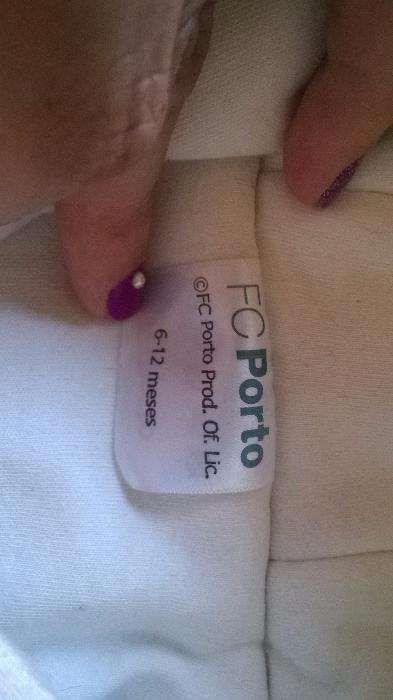 FC Porto
©FC Porto Prod. Of. Lic.
6-12 meses